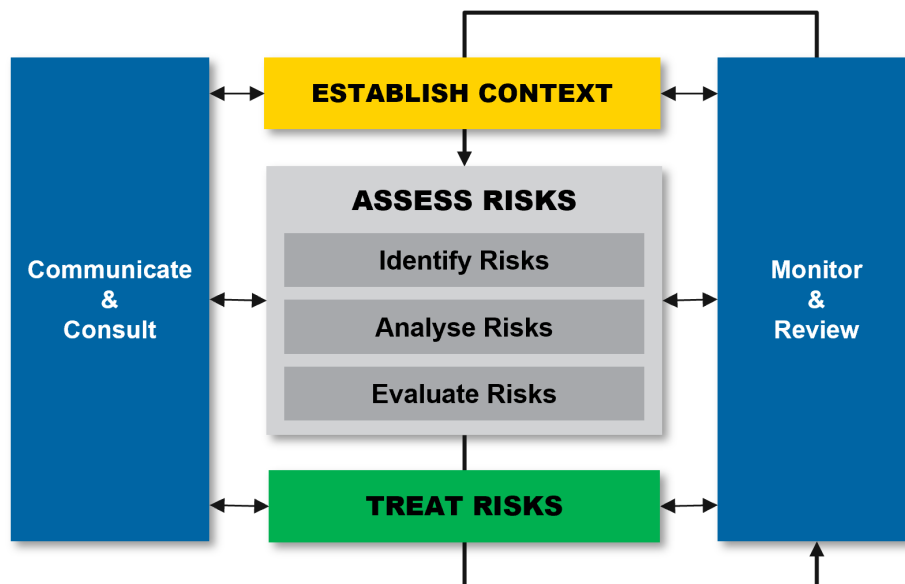 ESTABLISH CONTEXT
ASSESS RISKS
Identify Risks
Analyse Risks
Evaluate Risks
TREAT RISKS
Communicate
&
Consult
Monitor
&
Review